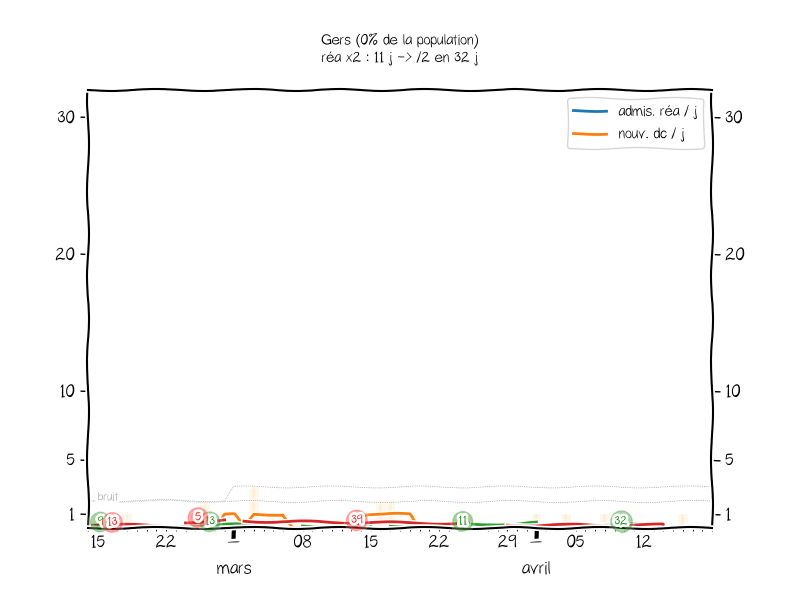 Gers (0% de la population)
réa x2 : 11 j -> /2 en 32 j
admis. réa / j
nouv. dc / j
30 30
20 20
10 10
5 5
bruit
1 1
9 13 5 13 39 11 32
15 22 08 15 22 29 05 12
mars avril